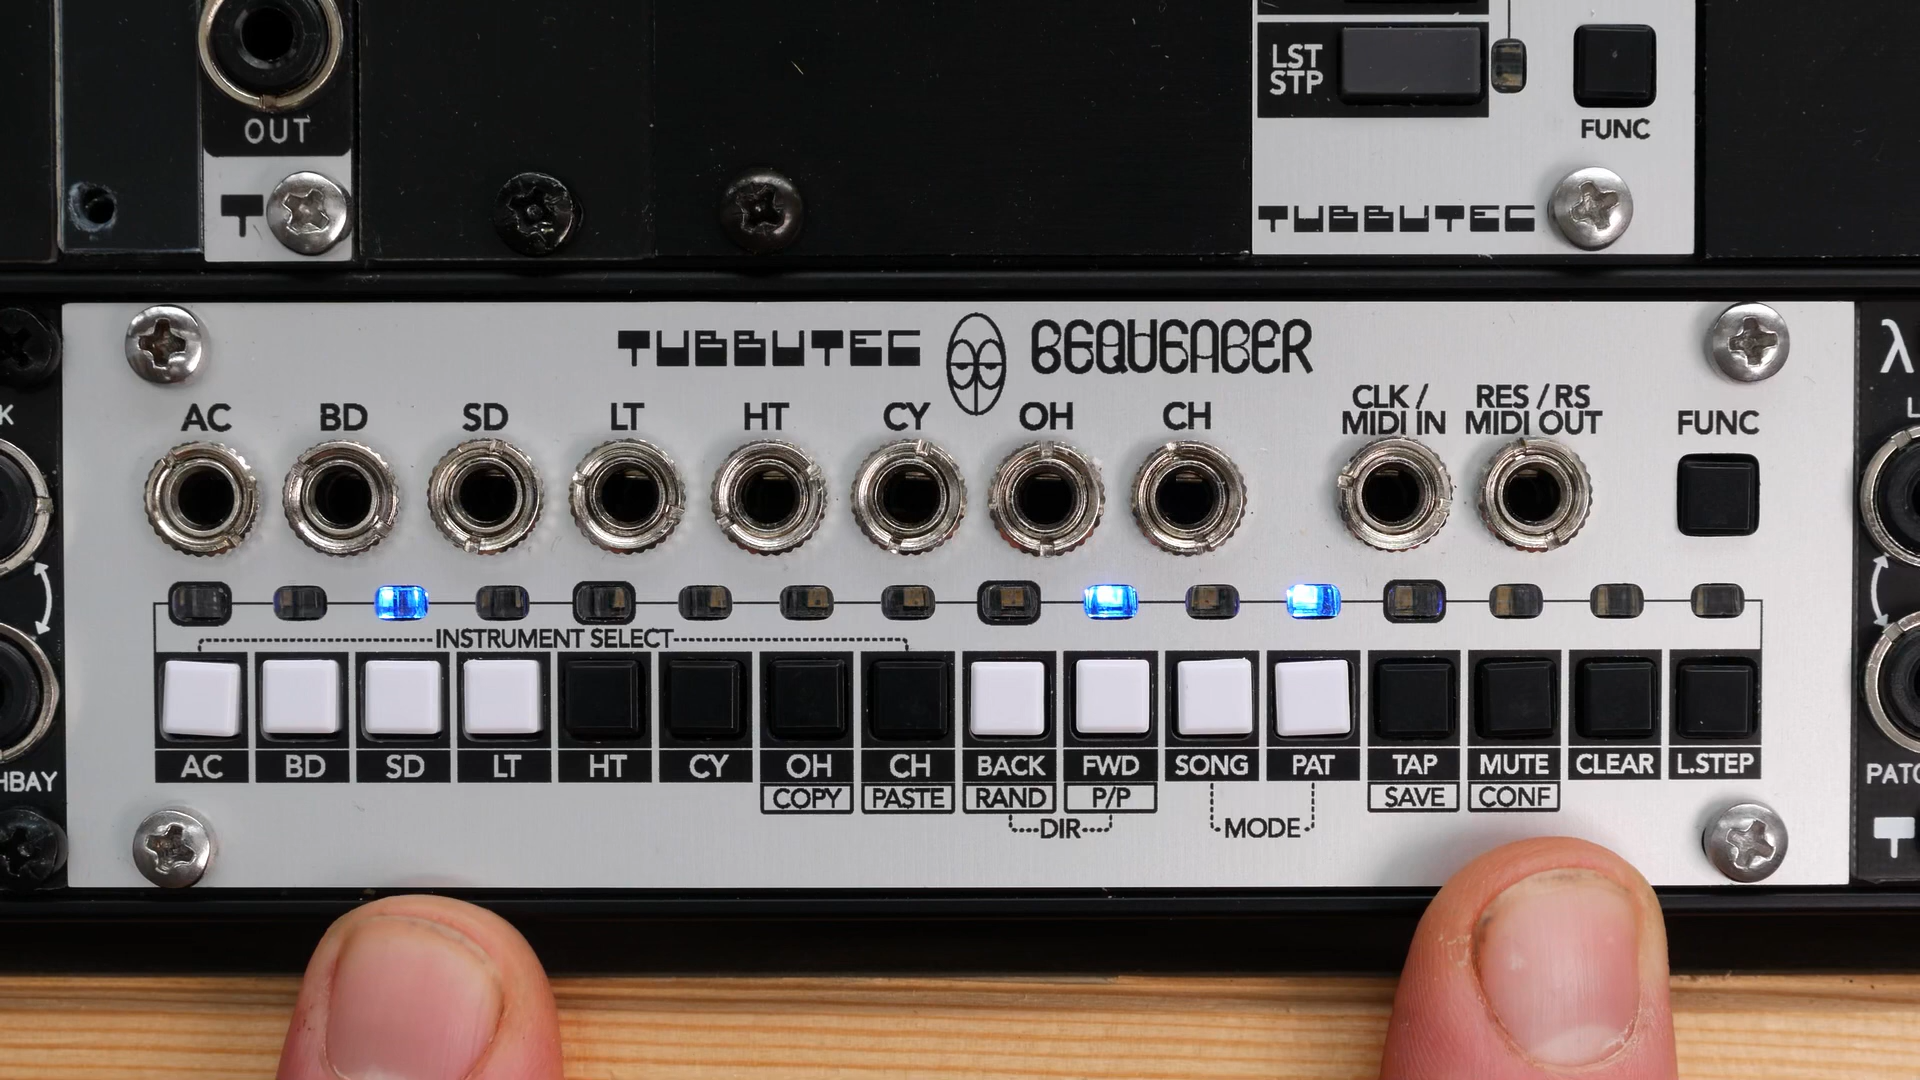 OUT
LST
STP
FUNC
T
TUBBUTEC
TUBBUTEC 6EQUENCER
AC BD SD LT HT CY OH CH
CLK /
MIDI IN
RES / RS
MIDI OUT
FUNC
INSTRUMENT SELECT
AC BD SD LT HT CY OH CH BACK FWD SONG PAT TAP MUTE CLEAR L.STEP
COPY PASTE RAND P/P SAVE CONF
DIR MODE
K
HBAY
λ
L
PATC
T